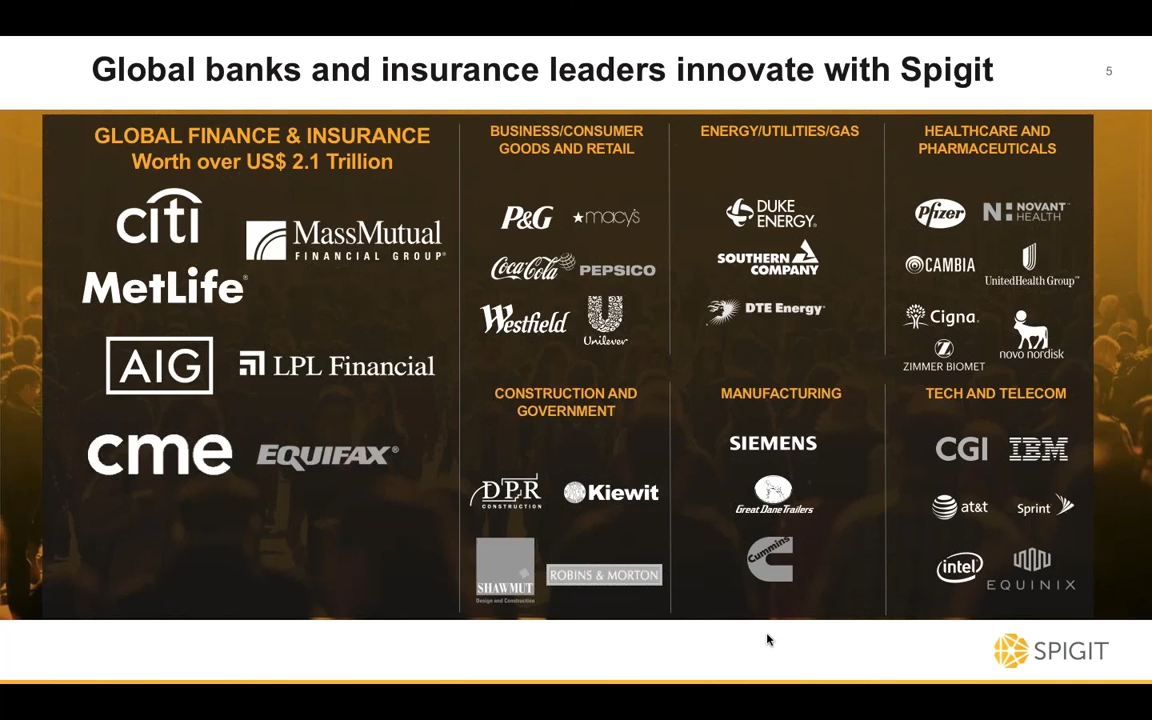 Global banks and insurance leaders innovate with Spigit
5
GLOBAL FINANCE & INSURANCE
Worth over US$ 2.1 Trillion
citi
MassMutual
FINANCIAL GROUP®
MetLife®
AIG
LPL Financial
cme
EQUIFAX®
BUSINESS/CONSUMER
GOODS AND RETAIL
P&G
★macy's
Coca-Cola
PEPSICO
Westfield
Unilever
ENERGY/UTILITIES/GAS
DUKE
ENERGY®
SOUTHERN
COMPANY
DTE Energy®
HEALTHCARE AND
PHARMACEUTICALS
Pfizer
NOVANT
HEALTH
CAMBIA
UnitedHealth Group™
Cigna
novo nordisk
ZIMMER BIOMET
CONSTRUCTION AND
GOVERNMENT
DPR
CONSTRUCTION
Kiewit
SHAWMUT
Design and Construction
ROBINS & MORTON
MANUFACTURING
SIEMENS
Great Dane Trailers
Cummins
TECH AND TELECOM
CGI
IBM
at&t
Sprint
intel
EQUINIX
SPIGIT